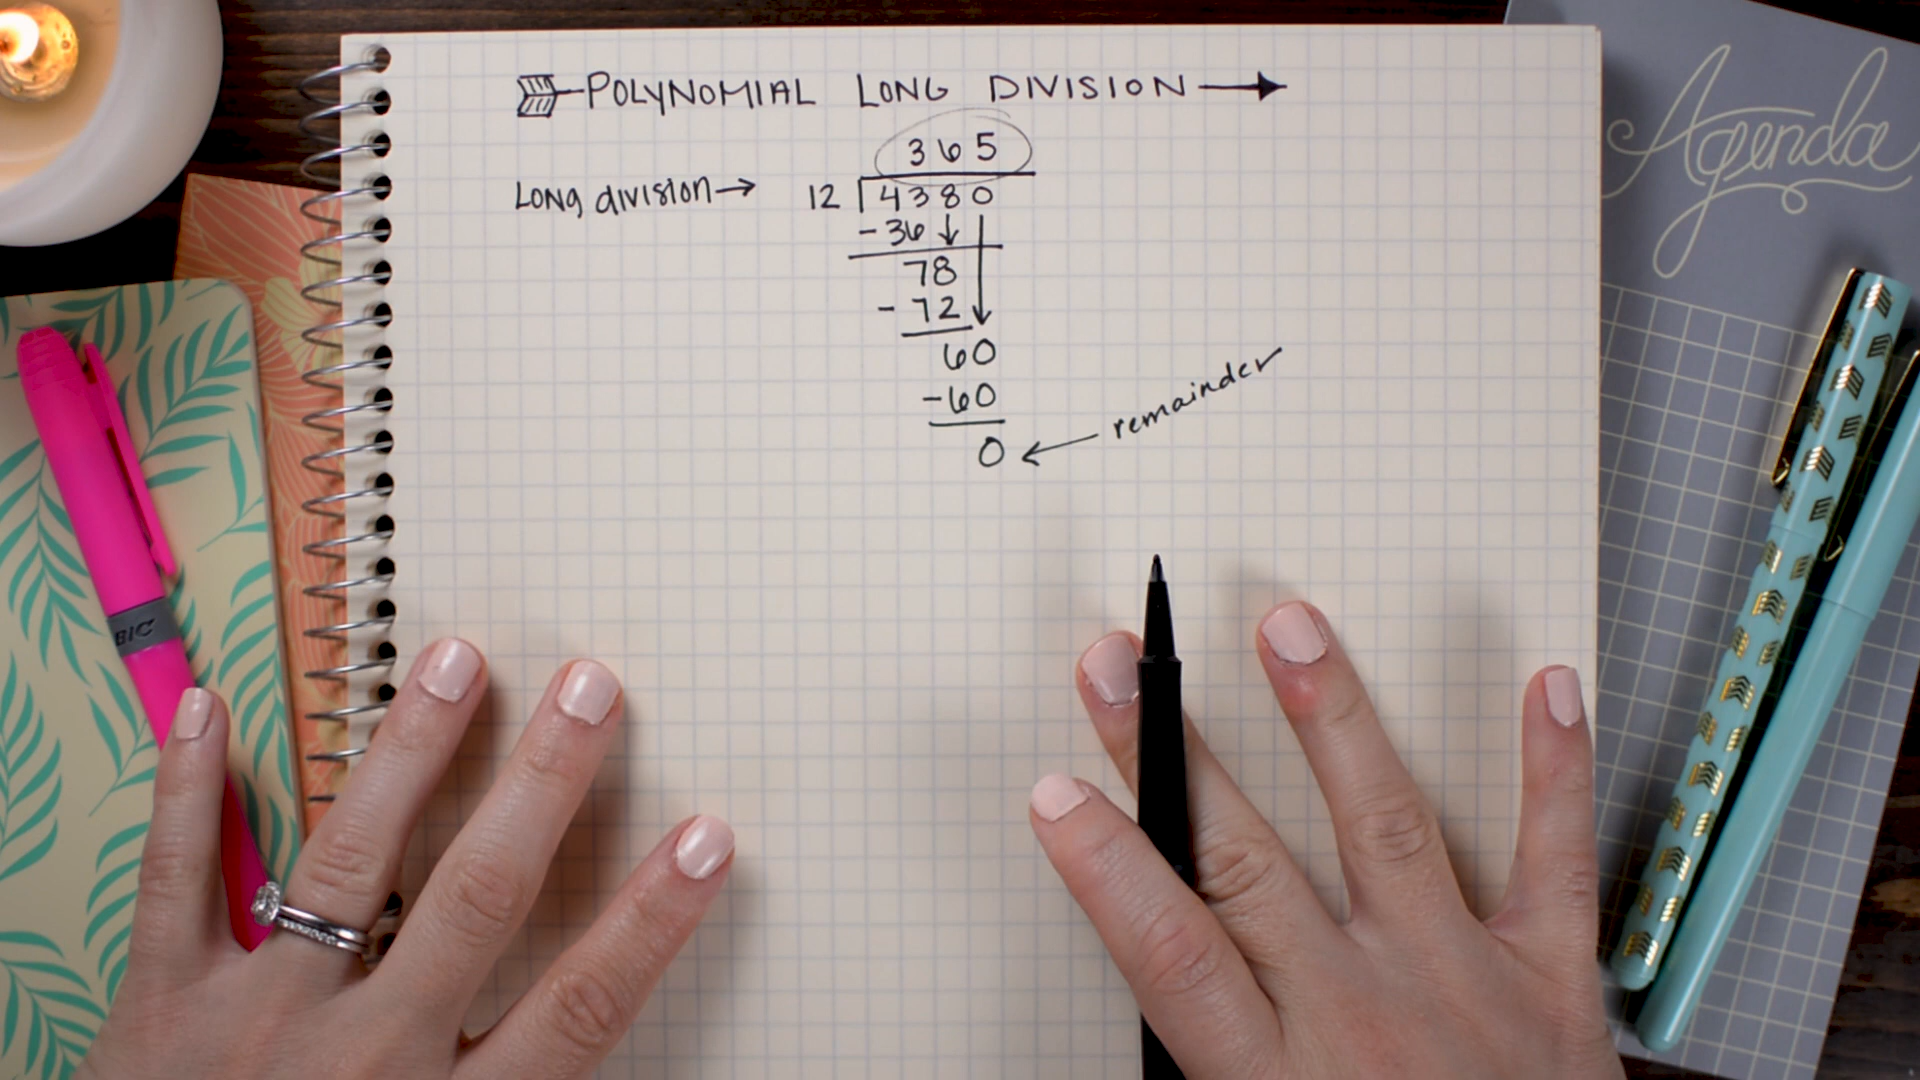 POLYNOMIAL LONG DIVISION →
365
Long division → 12 4380
- 36 ↓
78
- 72
60
-60
0 ← remainder
Agenda
BIC